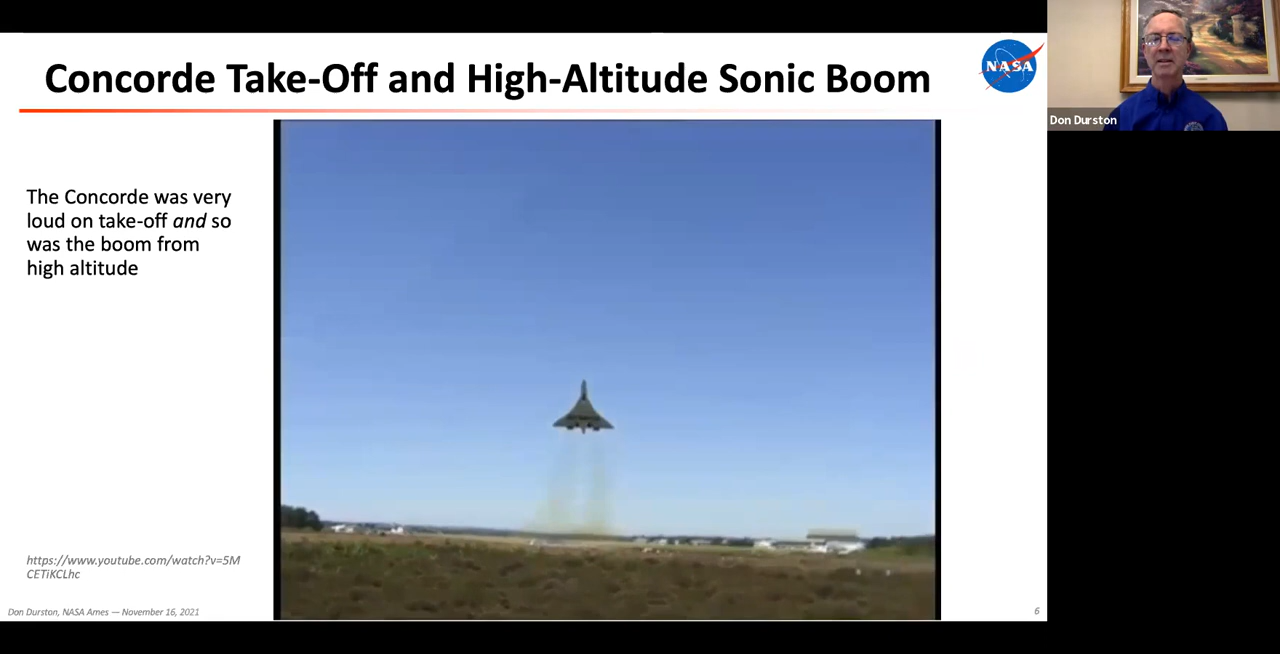 Concorde Take-Off and High-Altitude Sonic Boom
NASA
Don Durston
The Concorde was very
loud on take-off and so
was the boom from
high altitude
https://www.youtube.com/watch?v=5M
CETiKCLhc
Don Durston, NASA Ames — November 16, 2021
6